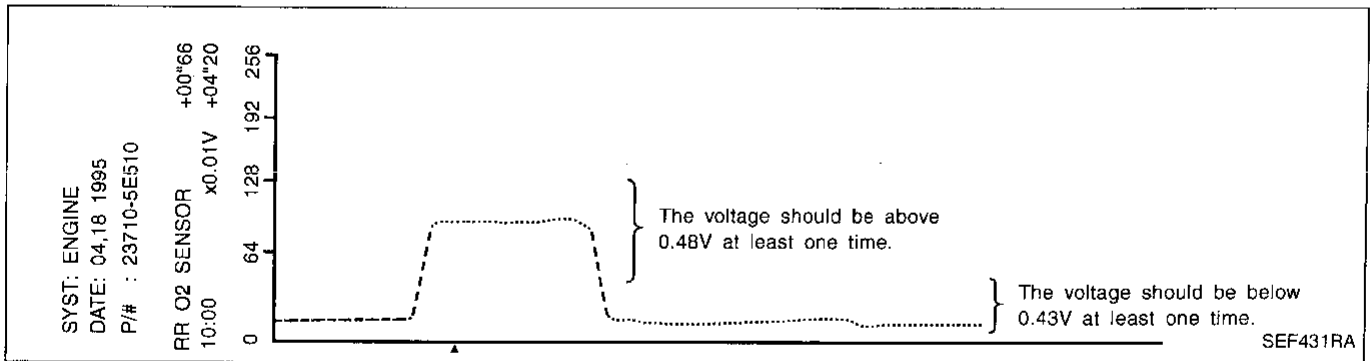 SYST: ENGINE
DATE: 04,18 1995
P/# : 23710-5E510
RR O2 SENSOR +00"66
10:00 x0.01V +04"20
256
192
128
64
0
The voltage should be above
0.48V at least one time.
The voltage should be below
0.43V at least one time.
SEF431RA